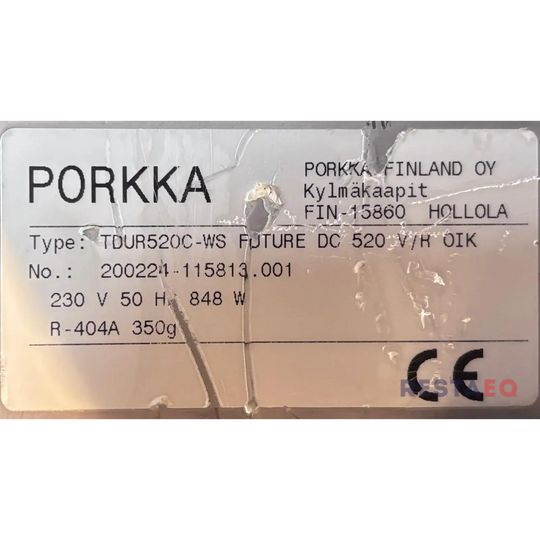 PORKKA
PORKKA FINLAND OY
Kylmäkaapit
FIN-15860 HOLLOLA
Type: TDUR520C-WS FUTURE DC 520 V/H OIK
No.: 200224-115813.001
230 V 50 Hz 848 W
R-404A 350g
CE
RESTAEQ